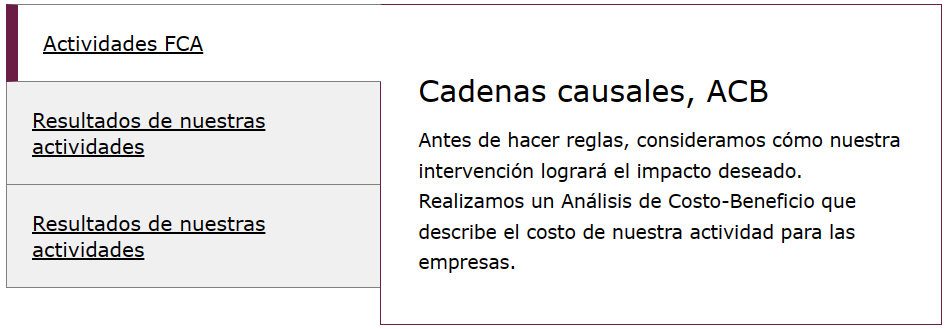 Actividades FCA
Resultados de nuestras
actividades
Resultados de nuestras
actividades
Cadenas causales, ACB
Antes de hacer reglas, consideramos cómo nuestra
intervención logrará el impacto deseado.
Realizamos un Análisis de Costo-Beneficio que
describe el costo de nuestra actividad para las
empresas.